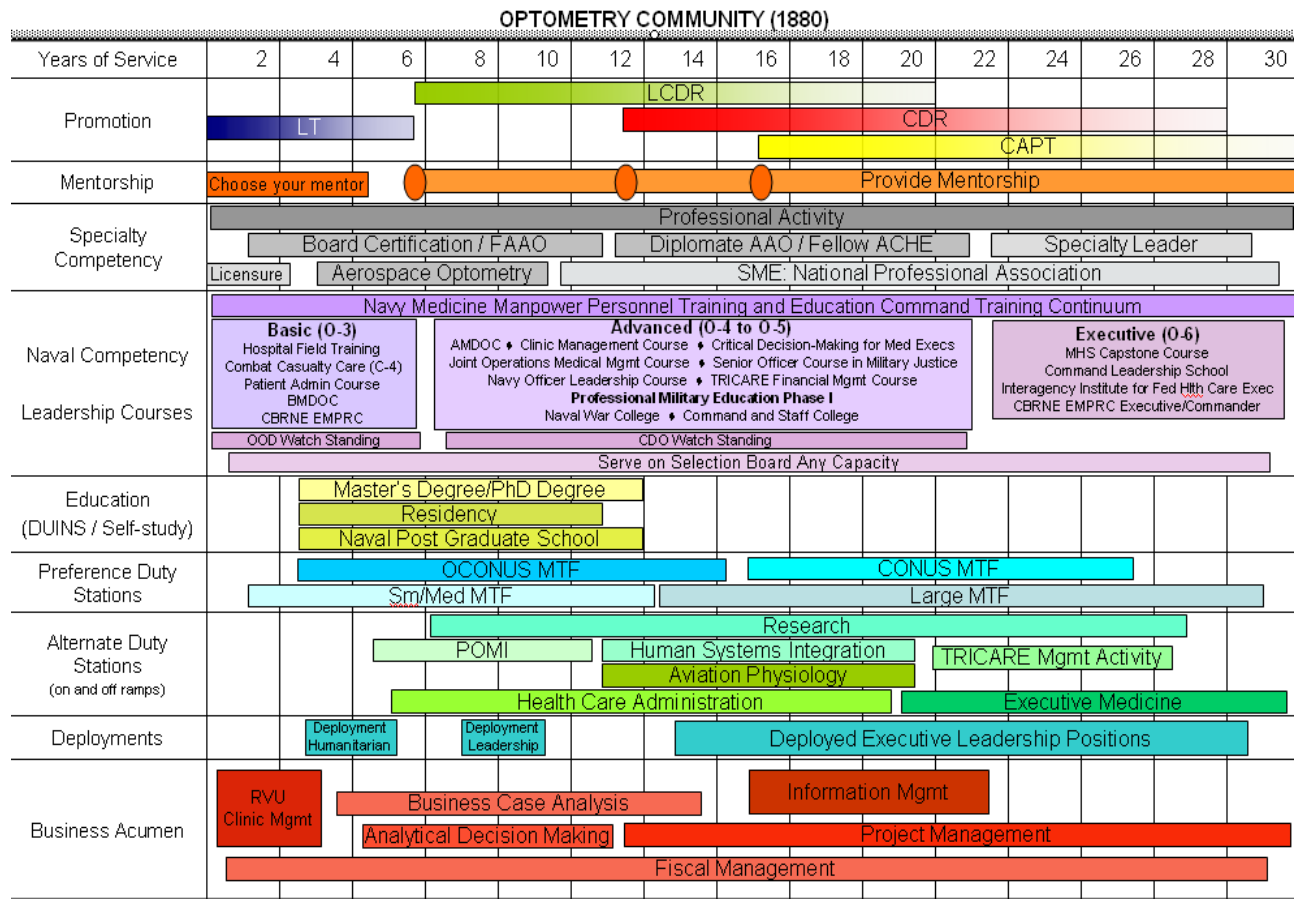 OPTOMETRY COMMUNITY (1880)
Years of Service 2 4 6 8 10 12 14 16 18 20 22 24 26 28 30
Promotion
LCDR
LT
CDR
CAPT
Mentorship
Choose your mentor
Provide Mentorship
Specialty
Competency
Professional Activity
Board Certification / FAAO
Diplomate AAO / Fellow ACHE
Specialty Leader
Licensure
Aerospace Optometry
SME: National Professional Association
Naval Competency
Leadership Courses
Navy Medicine Manpower Personnel Training and Education Command Training Continuum
Basic (O-3)
Hospital Field Training
Combat Casualty Care (C-4)
Patient Admin Course
BMDOC
CBRNE EMPRC
Advanced (O-4 to O-5)
AMDOC ♦ Clinic Management Course ♦ Critical Decision-Making for Med Execs
Joint Operations Medical Mgmt Course ♦ Senior Officer Course in Military Justice
Navy Officer Leadership Course ♦ TRICARE Financial Mgmt Course
Professional Military Education Phase I
Naval War College ♦ Command and Staff College
Executive (O-6)
MHS Capstone Course
Command Leadership School
Interagency Institute for Fed Hlth Care Exec
CBRNE EMPRC Executive/Commander
OOD Watch Standing
CDO Watch Standing
Serve on Selection Board Any Capacity
Education
(DUINS / Self-study)
Master's Degree/PhD Degree
Residency
Naval Post Graduate School
Preference Duty
Stations
OCONUS MTF
CONUS MTF
Sm/Med MTF
Large MTF
Alternate Duty
Stations
(on and off ramps)
Research
POMI
Human Systems Integration
TRICARE Mgmt Activity
Aviation Physiology
Health Care Administration
Executive Medicine
Deployments
Deployment
Humanitarian
Deployment
Leadership
Deployed Executive Leadership Positions
Business Acumen
RVU
Clinic Mgmt
Business Case Analysis
Information Mgmt
Analytical Decision Making
Project Management
Fiscal Management